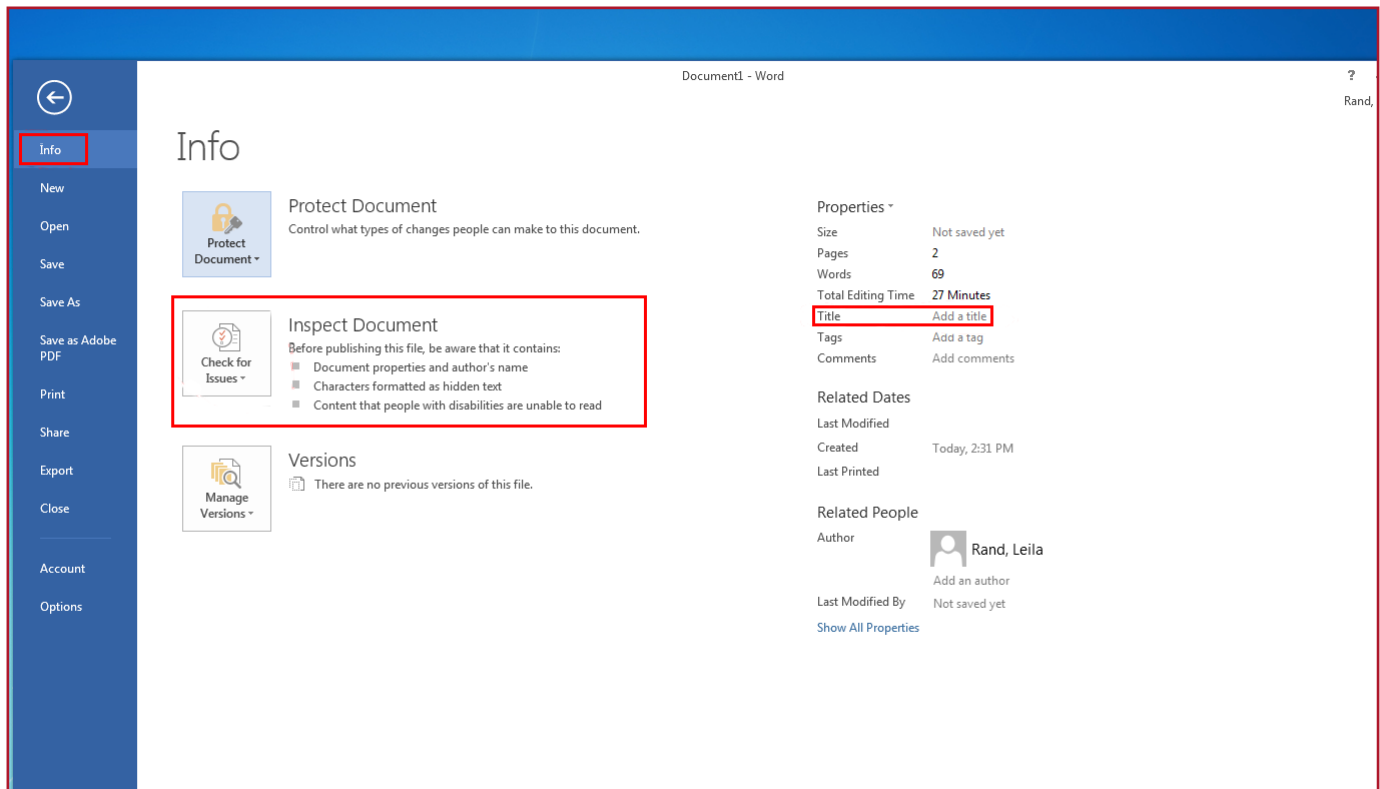 Document1 - Word
?
Rand,
Info
New
Open
Save
Save As
Save as Adobe
PDF
Print
Share
Export
Close
Account
Options
Info
Protect
Document
Protect Document
Control what types of changes people can make to this document.
Check for
Issues
Inspect Document
Before publishing this file, be aware that it contains:
Document properties and author's name
Characters formatted as hidden text
Content that people with disabilities are unable to read
Manage
Versions
Versions
There are no previous versions of this file.
Properties
Size Not saved yet
Pages 2
Words 69
Total Editing Time 27 Minutes
Title Add a title
Tags Add a tag
Comments Add comments
Related Dates
Last Modified
Created Today, 2:31 PM
Last Printed
Related People
Author Rand, Leila
Add an author
Last Modified By Not saved yet
Show All Properties